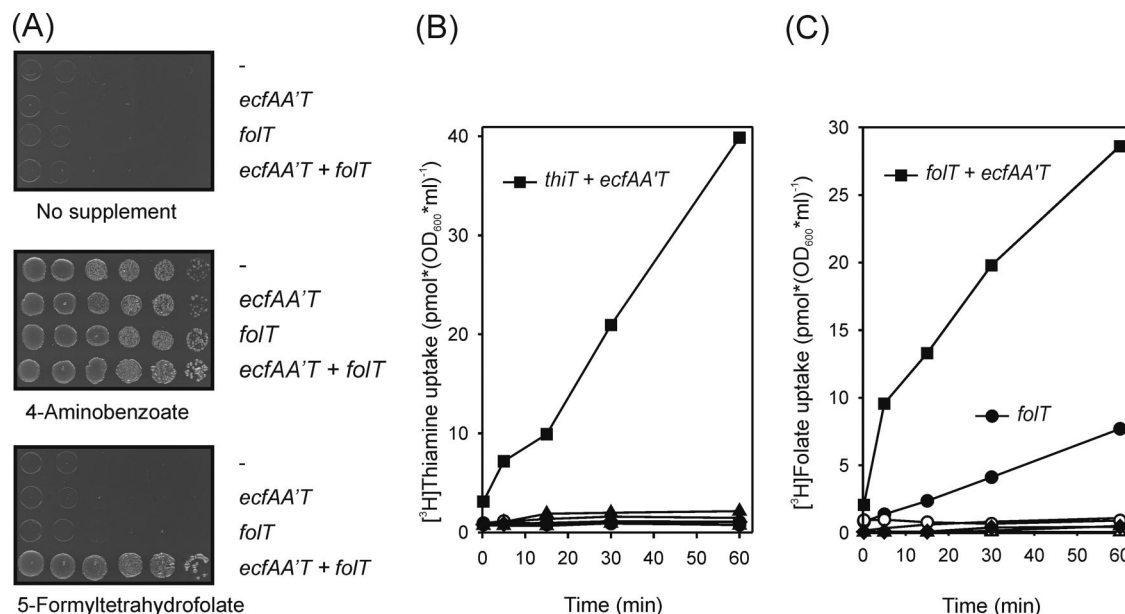 (A)
-
ecfAA'T
folT
ecfAA'T + folT
No supplement
-
ecfAA'T
folT
ecfAA'T + folT
4-Aminobenzoate
-
ecfAA'T
folT
ecfAA'T + folT
5-Formyltetrahydrofolate
(B)
[³H]Thiamine uptake (pmol*(OD₆₀₀*ml)⁻¹)
40
30
20
10
0
thiT + ecfAA'T
0 10 20 30 40 50 60
Time (min)
(C)
[³H]Folate uptake (pmol*(OD₆₀₀*ml)⁻¹)
30
25
20
15
10
5
0
folT + ecfAA'T
folT
0 10 20 30 40 50 60
Time (min)